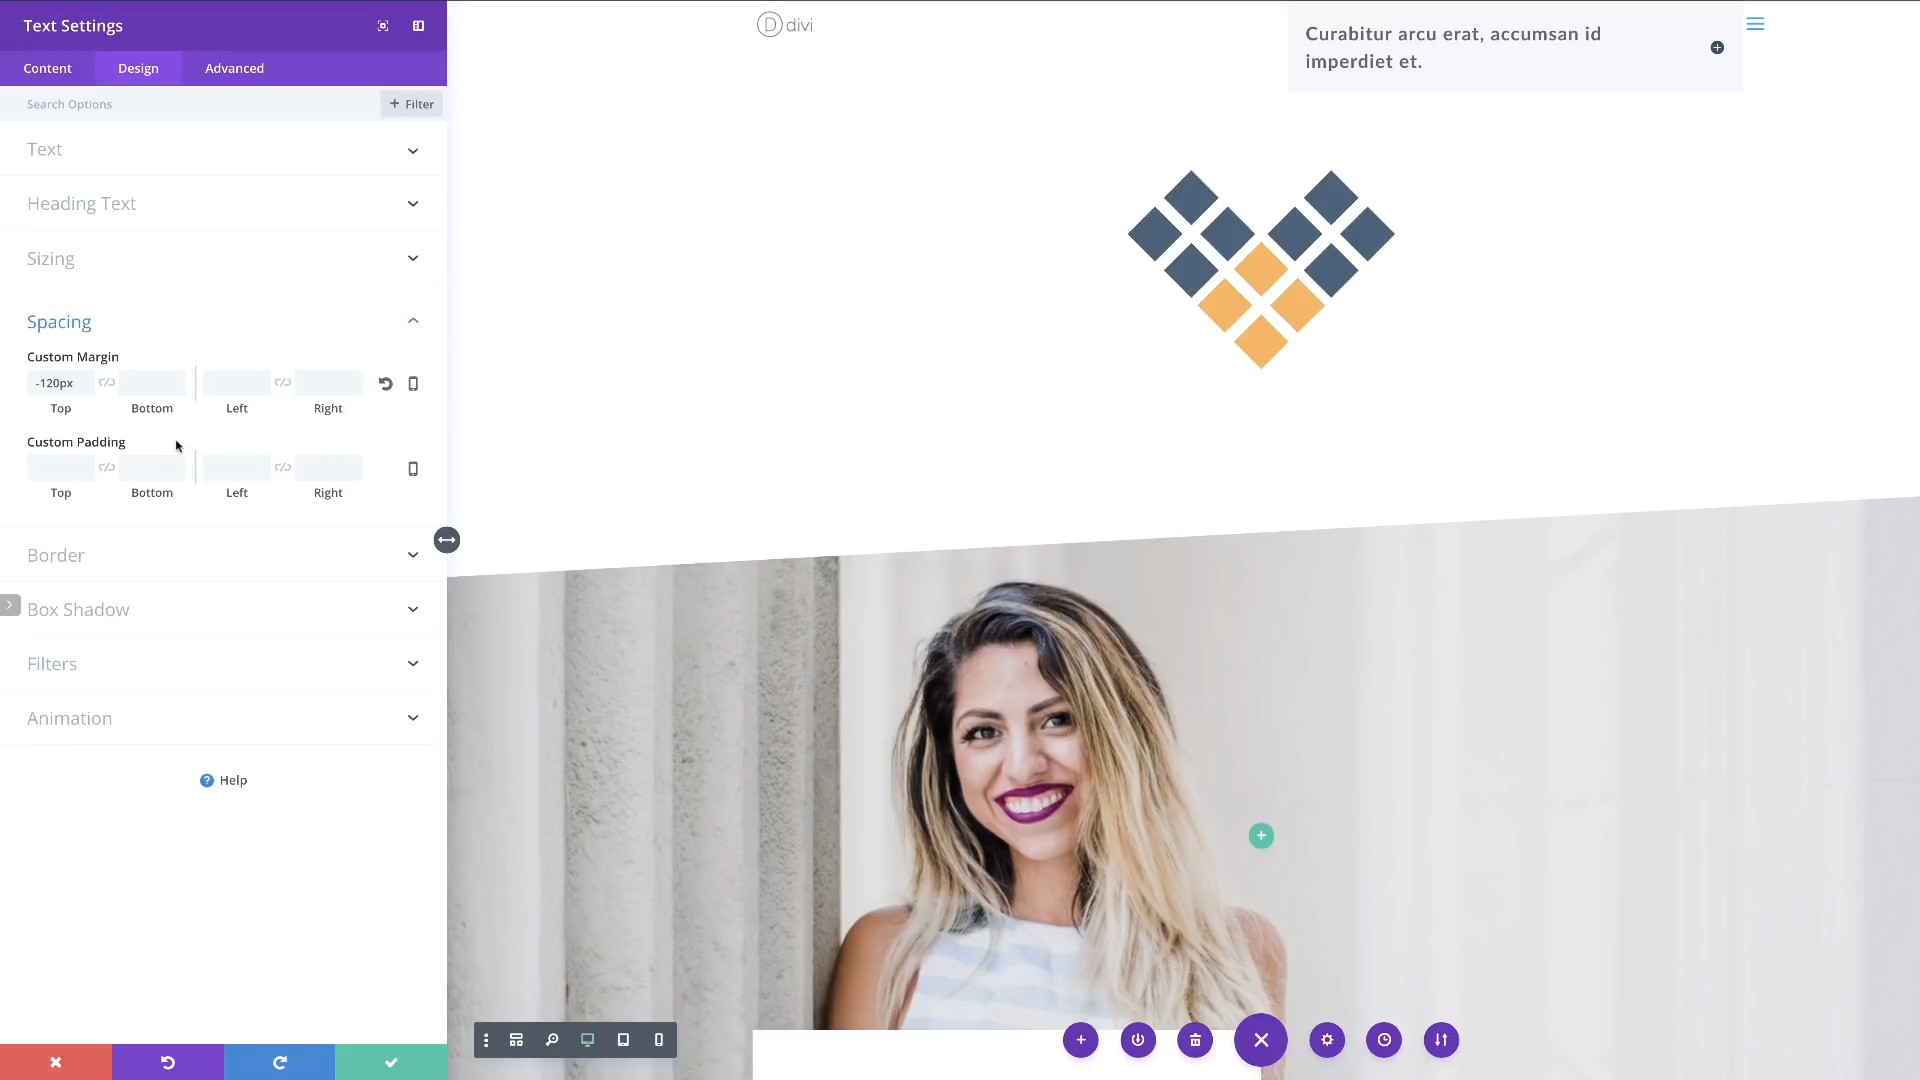 Text Settings
Content
Design
Advanced
Search Options
+ Filter
Text
Heading Text
Sizing
Spacing
Custom Margin
-120px
Top
Bottom
Left
Right
Custom Padding
Top
Bottom
Left
Right
Border
Box Shadow
Filters
Animation
? Help
D divi
Curabitur arcu erat, accumsan id
imperdiet et.